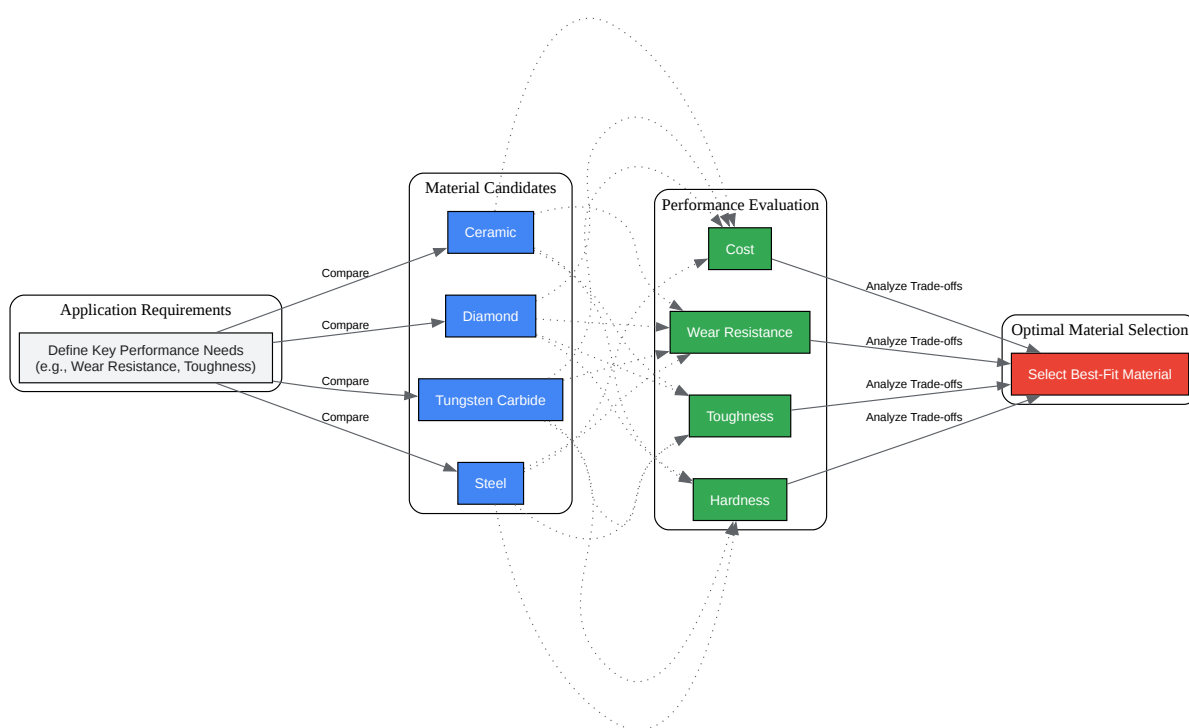 Application Requirements
Define Key Performance Needs
(e.g., Wear Resistance, Toughness)
Compare
Compare
Compare
Compare
Material Candidates
Ceramic
Diamond
Tungsten Carbide
Steel
Performance Evaluation
Cost
Wear Resistance
Toughness
Hardness
Analyze Trade-offs
Analyze Trade-offs
Analyze Trade-offs
Analyze Trade-offs
Optimal Material Selection
Select Best-Fit Material